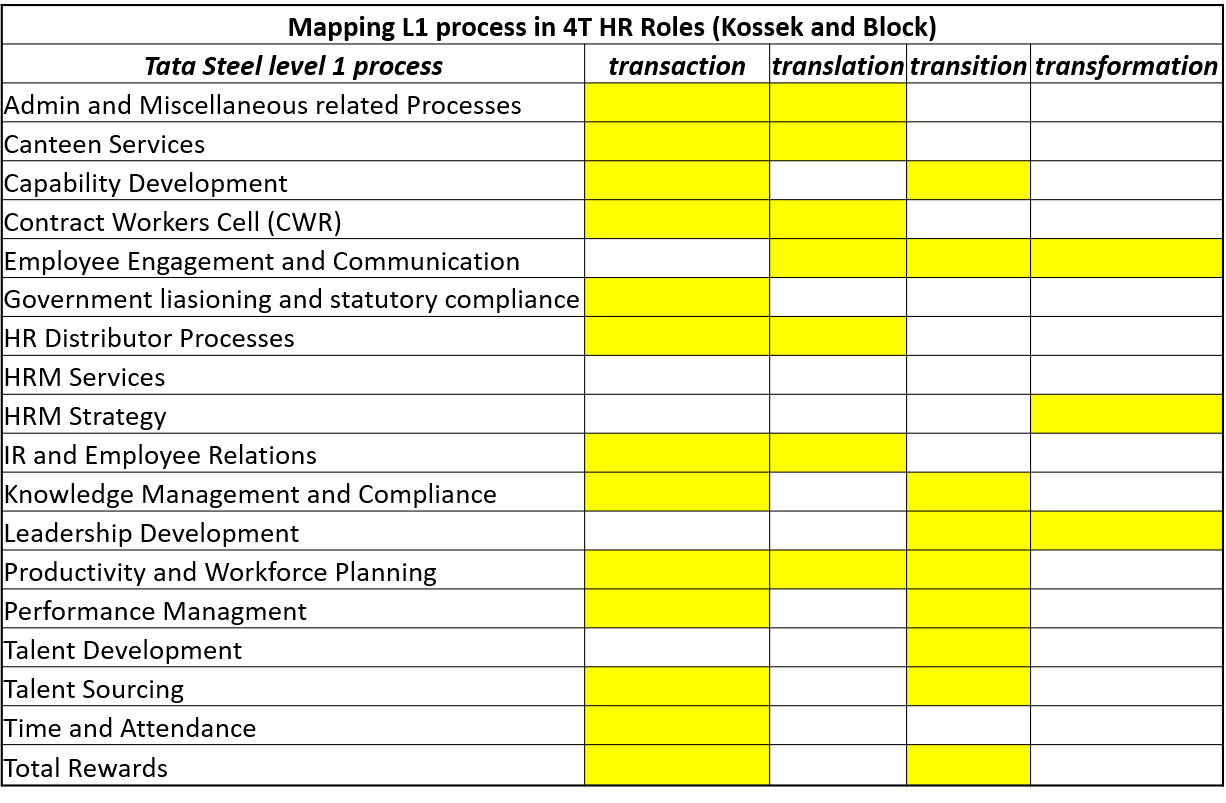 Mapping L1 process in 4T HR Roles (Kossek and Block)
Tata Steel level 1 process transaction translation transition transformation
Admin and Miscellaneous related Processes
Canteen Services
Capability Development
Contract Workers Cell (CWR)
Employee Engagement and Communication
Government liasioning and statutory compliance
HR Distributor Processes
HRM Services
HRM Strategy
IR and Employee Relations
Knowledge Management and Compliance
Leadership Development
Productivity and Workforce Planning
Performance Managment
Talent Development
Talent Sourcing
Time and Attendance
Total Rewards